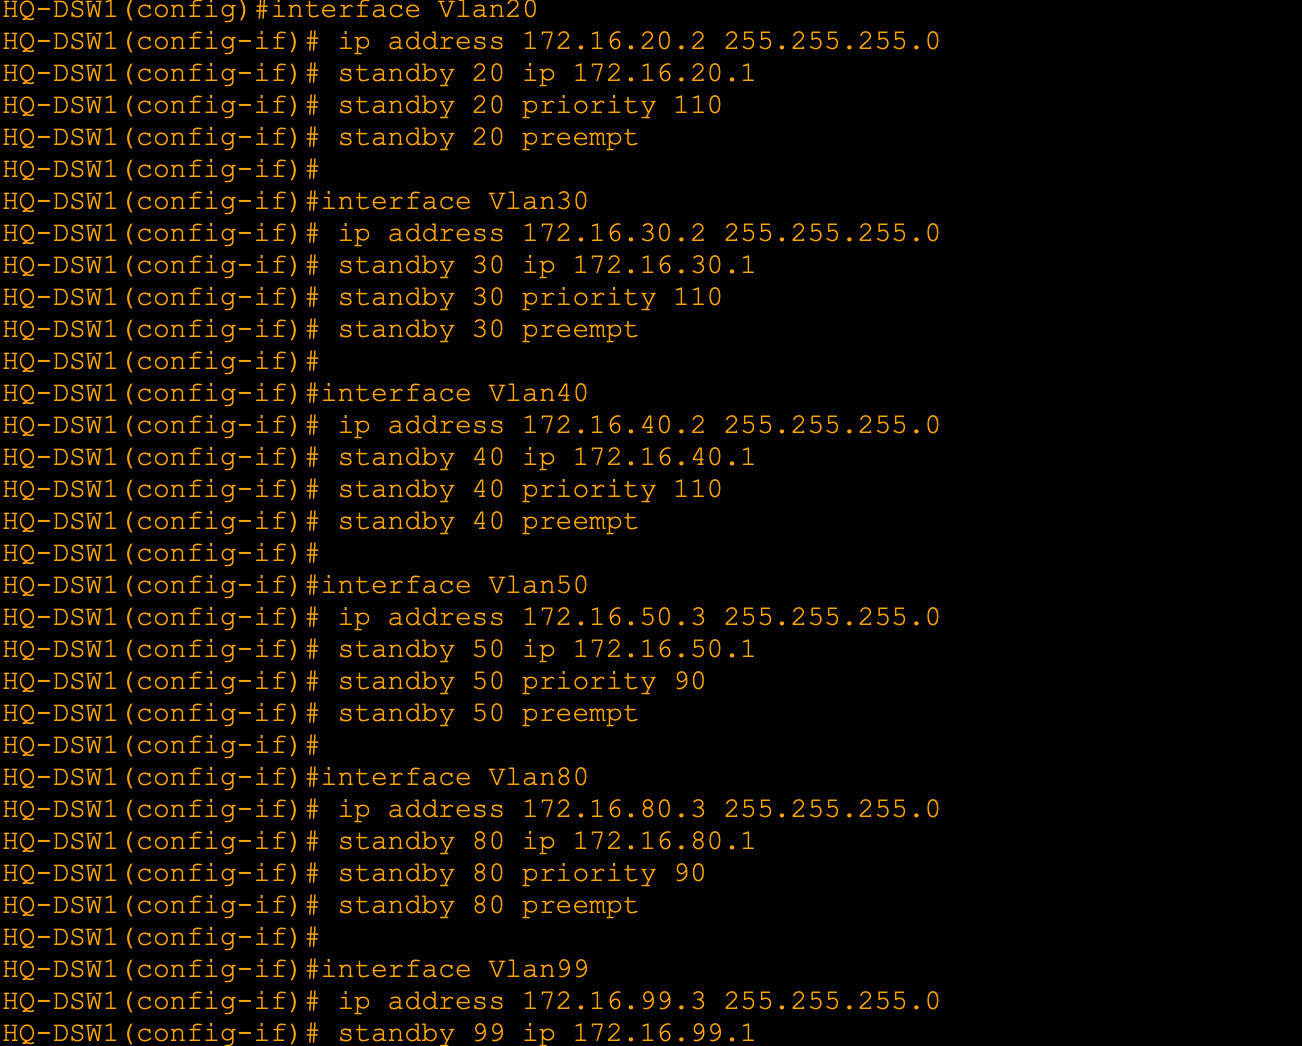 HQ-DSW1(config)#interface Vlan20
HQ-DSW1(config-if)# ip address 172.16.20.2 255.255.255.0
HQ-DSW1(config-if)# standby 20 ip 172.16.20.1
HQ-DSW1(config-if)# standby 20 priority 110
HQ-DSW1(config-if)# standby 20 preempt
HQ-DSW1(config-if)#
HQ-DSW1(config-if)#interface Vlan30
HQ-DSW1(config-if)# ip address 172.16.30.2 255.255.255.0
HQ-DSW1(config-if)# standby 30 ip 172.16.30.1
HQ-DSW1(config-if)# standby 30 priority 110
HQ-DSW1(config-if)# standby 30 preempt
HQ-DSW1(config-if)#
HQ-DSW1(config-if)#interface Vlan40
HQ-DSW1(config-if)# ip address 172.16.40.2 255.255.255.0
HQ-DSW1(config-if)# standby 40 ip 172.16.40.1
HQ-DSW1(config-if)# standby 40 priority 110
HQ-DSW1(config-if)# standby 40 preempt
HQ-DSW1(config-if)#
HQ-DSW1(config-if)#interface Vlan50
HQ-DSW1(config-if)# ip address 172.16.50.3 255.255.255.0
HQ-DSW1(config-if)# standby 50 ip 172.16.50.1
HQ-DSW1(config-if)# standby 50 priority 90
HQ-DSW1(config-if)# standby 50 preempt
HQ-DSW1(config-if)#
HQ-DSW1(config-if)#interface Vlan80
HQ-DSW1(config-if)# ip address 172.16.80.3 255.255.255.0
HQ-DSW1(config-if)# standby 80 ip 172.16.80.1
HQ-DSW1(config-if)# standby 80 priority 90
HQ-DSW1(config-if)# standby 80 preempt
HQ-DSW1(config-if)#
HQ-DSW1(config-if)#interface Vlan99
HQ-DSW1(config-if)# ip address 172.16.99.3 255.255.255.0
HQ-DSW1(config-if)# standby 99 ip 172.16.99.1